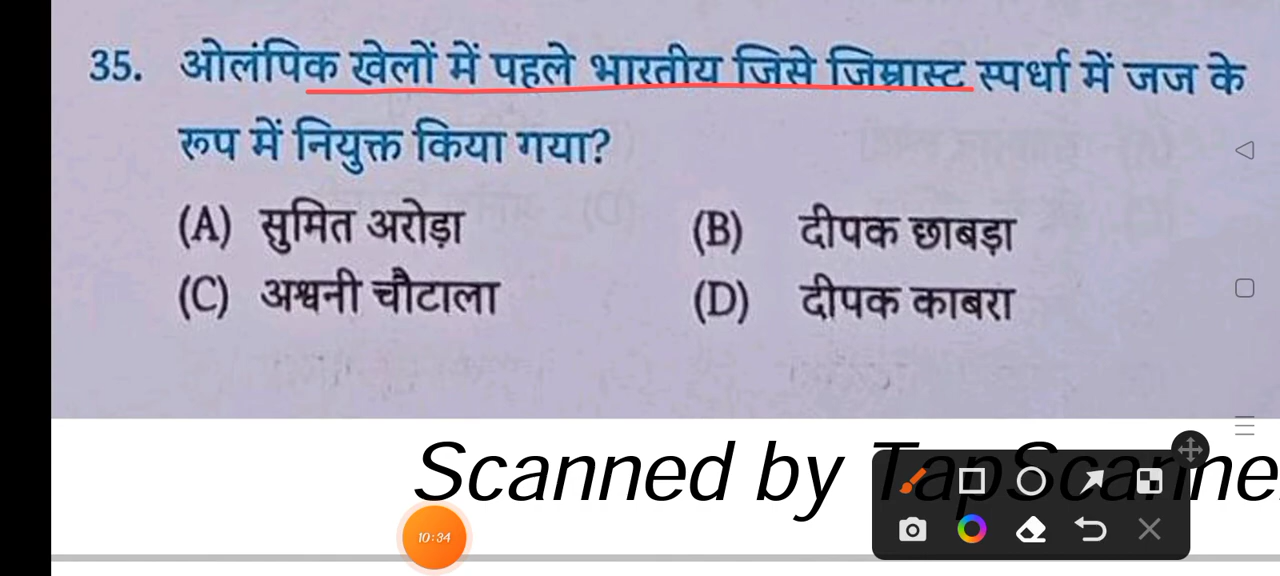 35. ओलंपिक खेलों में पहले भारतीय जिसे जिम्नास्ट स्पर्धा में जज के
रूप में नियुक्त किया गया?
(A) सुमित अरोड़ा (B) दीपक छाबड़ा
(C) अश्वनी चौटाला (D) दीपक काबरा
Scanned by TapScanne
10:34